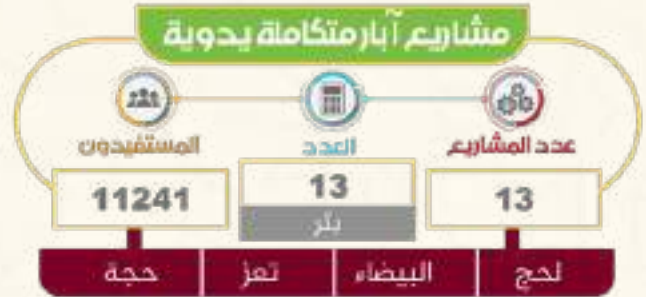 مشاريع آبار متكاملة يدوية
عدد المشاريع العدد المستفيدون
13 13 11241
بئر
لحج البيضاء تعز حجة